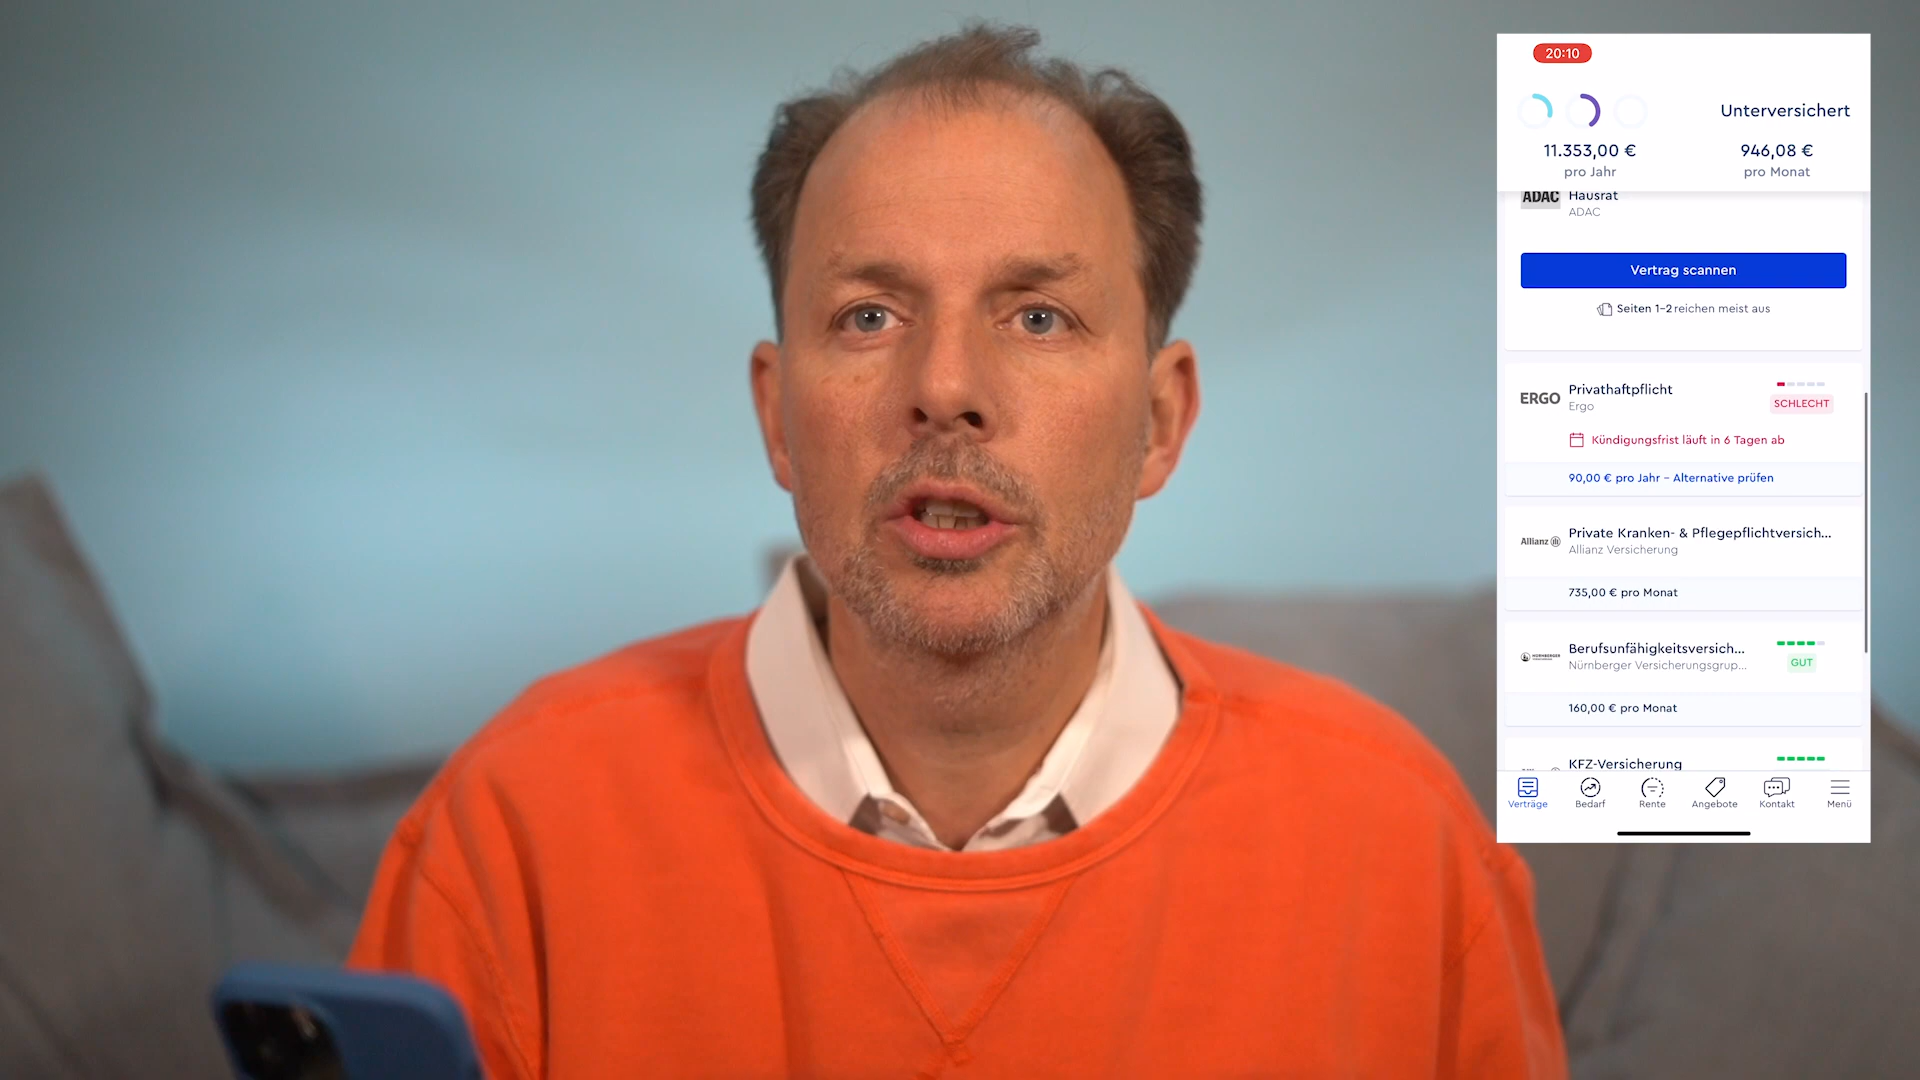 20:10
Unterversichert
11.353,00 €
pro Jahr
946,08 €
pro Monat
ADAC
Hausrat
ADAC
Vertrag scannen
Seiten 1-2 reichen meist aus
ERGO
Privathaftpflicht
Ergo
SCHLECHT
Kündigungsfrist läuft in 6 Tagen ab
90,00 € pro Jahr – Alternative prüfen
Allianz
Private Kranken- & Pflegepflichtversich...
Allianz Versicherung
735,00 € pro Monat
NÜRNBERGER
Berufsunfähigkeitsversich...
Nürnberger Versicherungsgrup...
GUT
160,00 € pro Monat
KFZ-Versicherung
Verträge
Bedarf
Rente
Angebote
Kontakt
Menü